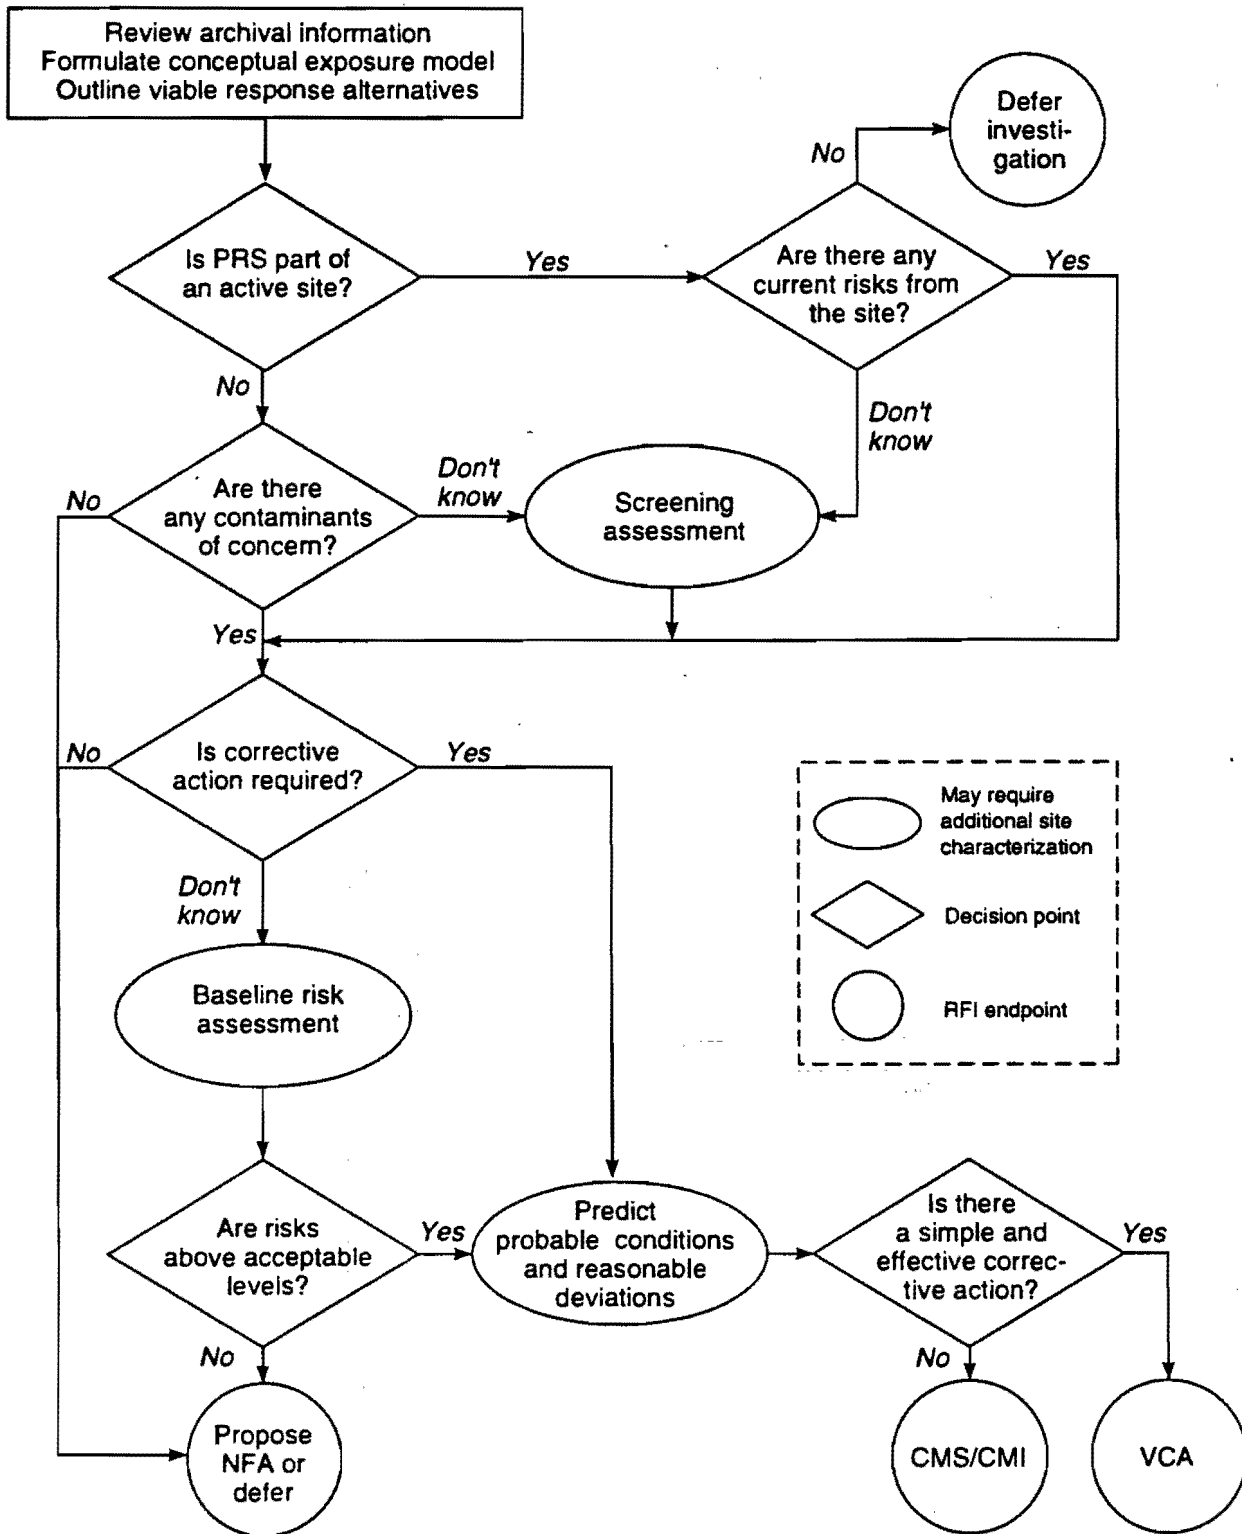 Review archival information
Formulate conceptual exposure model
Outline viable response alternatives
Defer
investi-
gation
No
Is PRS part of
an active site?
Yes
Are there any
current risks from
the site?
Yes
No
Don't
know
Are there
any contaminants
of concern?
No
Don't
know
Screening
assessment
Yes
Is corrective
action required?
No
Yes
May require
additional site
characterization
Decision point
RFI endpoint
Don't
know
Baseline risk
assessment
Are risks
above acceptable
levels?
Yes
Predict
probable conditions
and reasonable
deviations
Is there
a simple and
effective correc-
tive action?
Yes
No
No
Propose
NFA or
defer
CMS/CMI
VCA